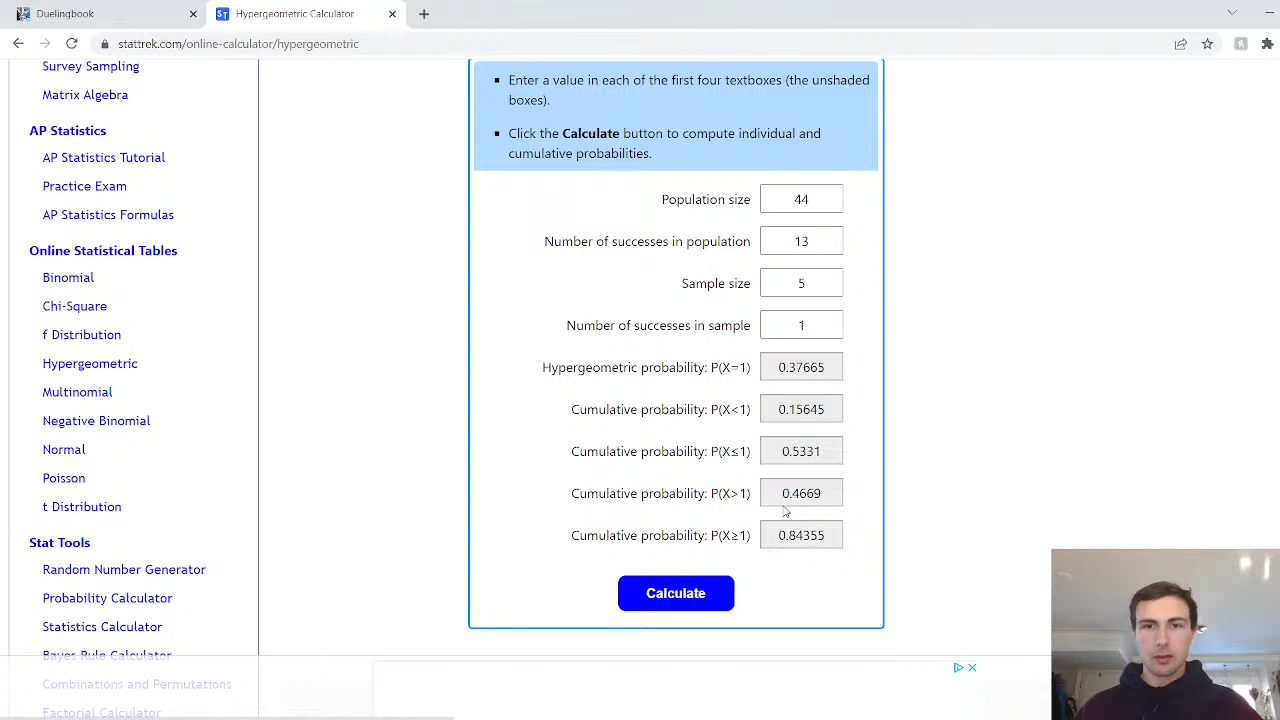 Duelingbook
Hypergeometric Calculator
stattrek.com/online-calculator/hypergeometric
Survey Sampling
Matrix Algebra
AP Statistics
AP Statistics Tutorial
Practice Exam
AP Statistics Formulas
Online Statistical Tables
Binomial
Chi-Square
f Distribution
Hypergeometric
Multinomial
Negative Binomial
Normal
Poisson
t Distribution
Stat Tools
Random Number Generator
Probability Calculator
Statistics Calculator
Bayes Rule Calculator
Combinations and Permutations
Factorial Calculator
Enter a value in each of the first four textboxes (the unshaded
boxes).
Click the Calculate button to compute individual and
cumulative probabilities.
Population size 44
Number of successes in population 13
Sample size 5
Number of successes in sample 1
Hypergeometric probability: P(X=1) 0.37665
Cumulative probability: P(X<1) 0.15645
Cumulative probability: P(X≤1) 0.5331
Cumulative probability: P(X>1) 0.4669
Cumulative probability: P(X≥1) 0.84355
Calculate